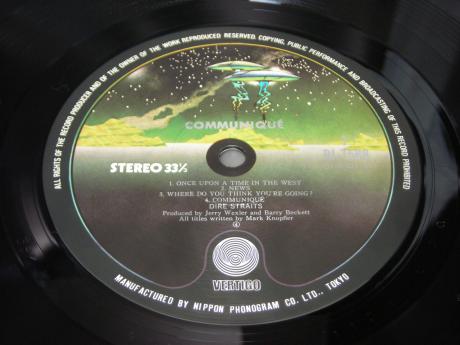 ALL RIGHTS OF THE RECORD PRODUCER AND OF THE OWNER OF THE WORK REPRODUCED RESERVED. COPYING, PUBLIC PERFORMANCE AND BROADCASTING OF THIS RECORD PROHIBITED
COMMUNIQUÉ
STEREO 33⅓
1. ONCE UPON A TIME IN THE WEST
2. NEWS
3. WHERE DO YOU THINK YOU'RE GOING?
4. COMMUNIQUE
DIRE STRAITS
Produced by Jerry Wexler and Barry Beckett
All titles written by Mark Knopfler
VERTIGO
MANUFACTURED BY NIPPON PHONOGRAM CO. LTD., TOKYO